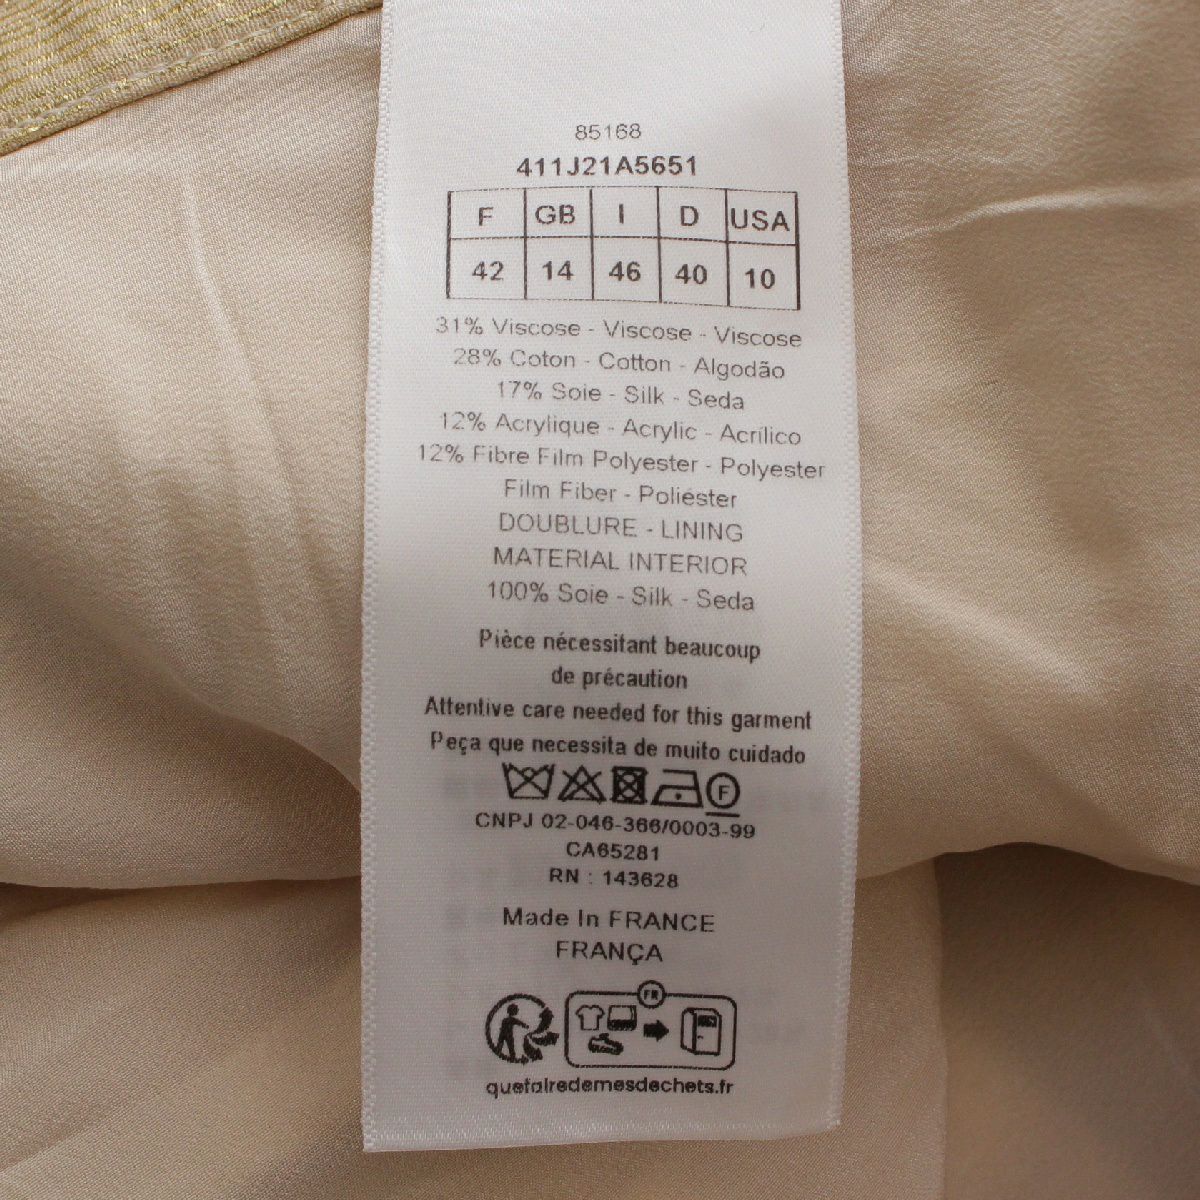 85168
411J21A5651
F GB I D USA
42 14 46 40 10
31% Viscose - Viscose - Viscose
28% Coton - Cotton - Algodão
17% Soie - Silk - Seda
12% Acrylique - Acrylic - Acrílico
12% Fibre Film Polyester - Polyester
Film Fiber - Poliéster
DOUBLURE - LINING
MATERIAL INTERIOR
100% Soie - Silk - Seda
Pièce nécessitant beaucoup
de précaution
Attentive care needed for this garment
Peça que necessita de muito cuidado
F
CNPJ 02-046-366/0003-99
CA65281
RN : 143628
Made In FRANCE
FRANÇA
FR
quefairedemesdechets.fr